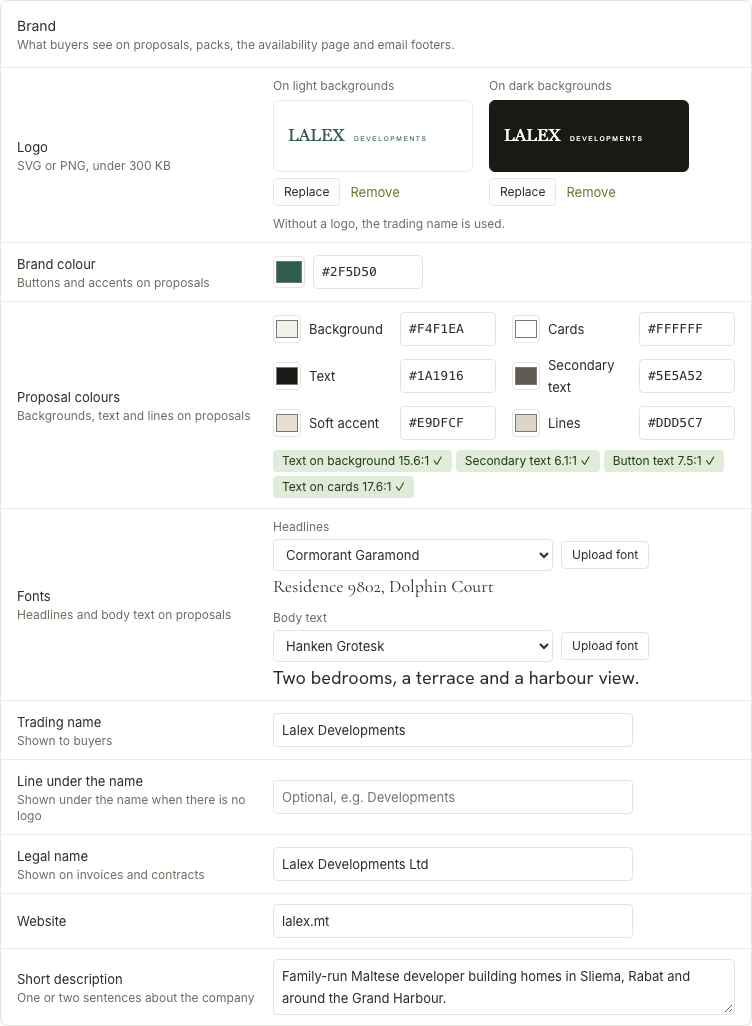 Brand
What buyers see on proposals, packs, the availability page and email footers.
On light backgrounds
On dark backgrounds
LALEX DEVELOPMENTS
LALEX DEVELOPMENTS
Logo
SVG or PNG, under 300 KB
Replace
Remove
Replace
Remove
Without a logo, the trading name is used.
Brand colour
Buttons and accents on proposals
#2F5D50
Proposal colours
Backgrounds, text and lines on proposals
Background
#F4F1EA
Cards
#FFFFFF
Text
#1A1916
Secondary
text
#5E5A52
Soft accent
#E9DFCF
Lines
#DDD5C7
Text on background 15.6:1 ✓
Secondary text 6.1:1 ✓
Button text 7.5:1 ✓
Text on cards 17.6:1 ✓
Fonts
Headlines and body text on proposals
Headlines
Cormorant Garamond
Upload font
Residence 9802, Dolphin Court
Body text
Hanken Grotesk
Upload font
Two bedrooms, a terrace and a harbour view.
Trading name
Shown to buyers
Lalex Developments
Line under the name
Shown under the name when there is no
logo
Optional, e.g. Developments
Legal name
Shown on invoices and contracts
Lalex Developments Ltd
Website
lalex.mt
Short description
One or two sentences about the company
Family-run Maltese developer building homes in Sliema, Rabat and
around the Grand Harbour.